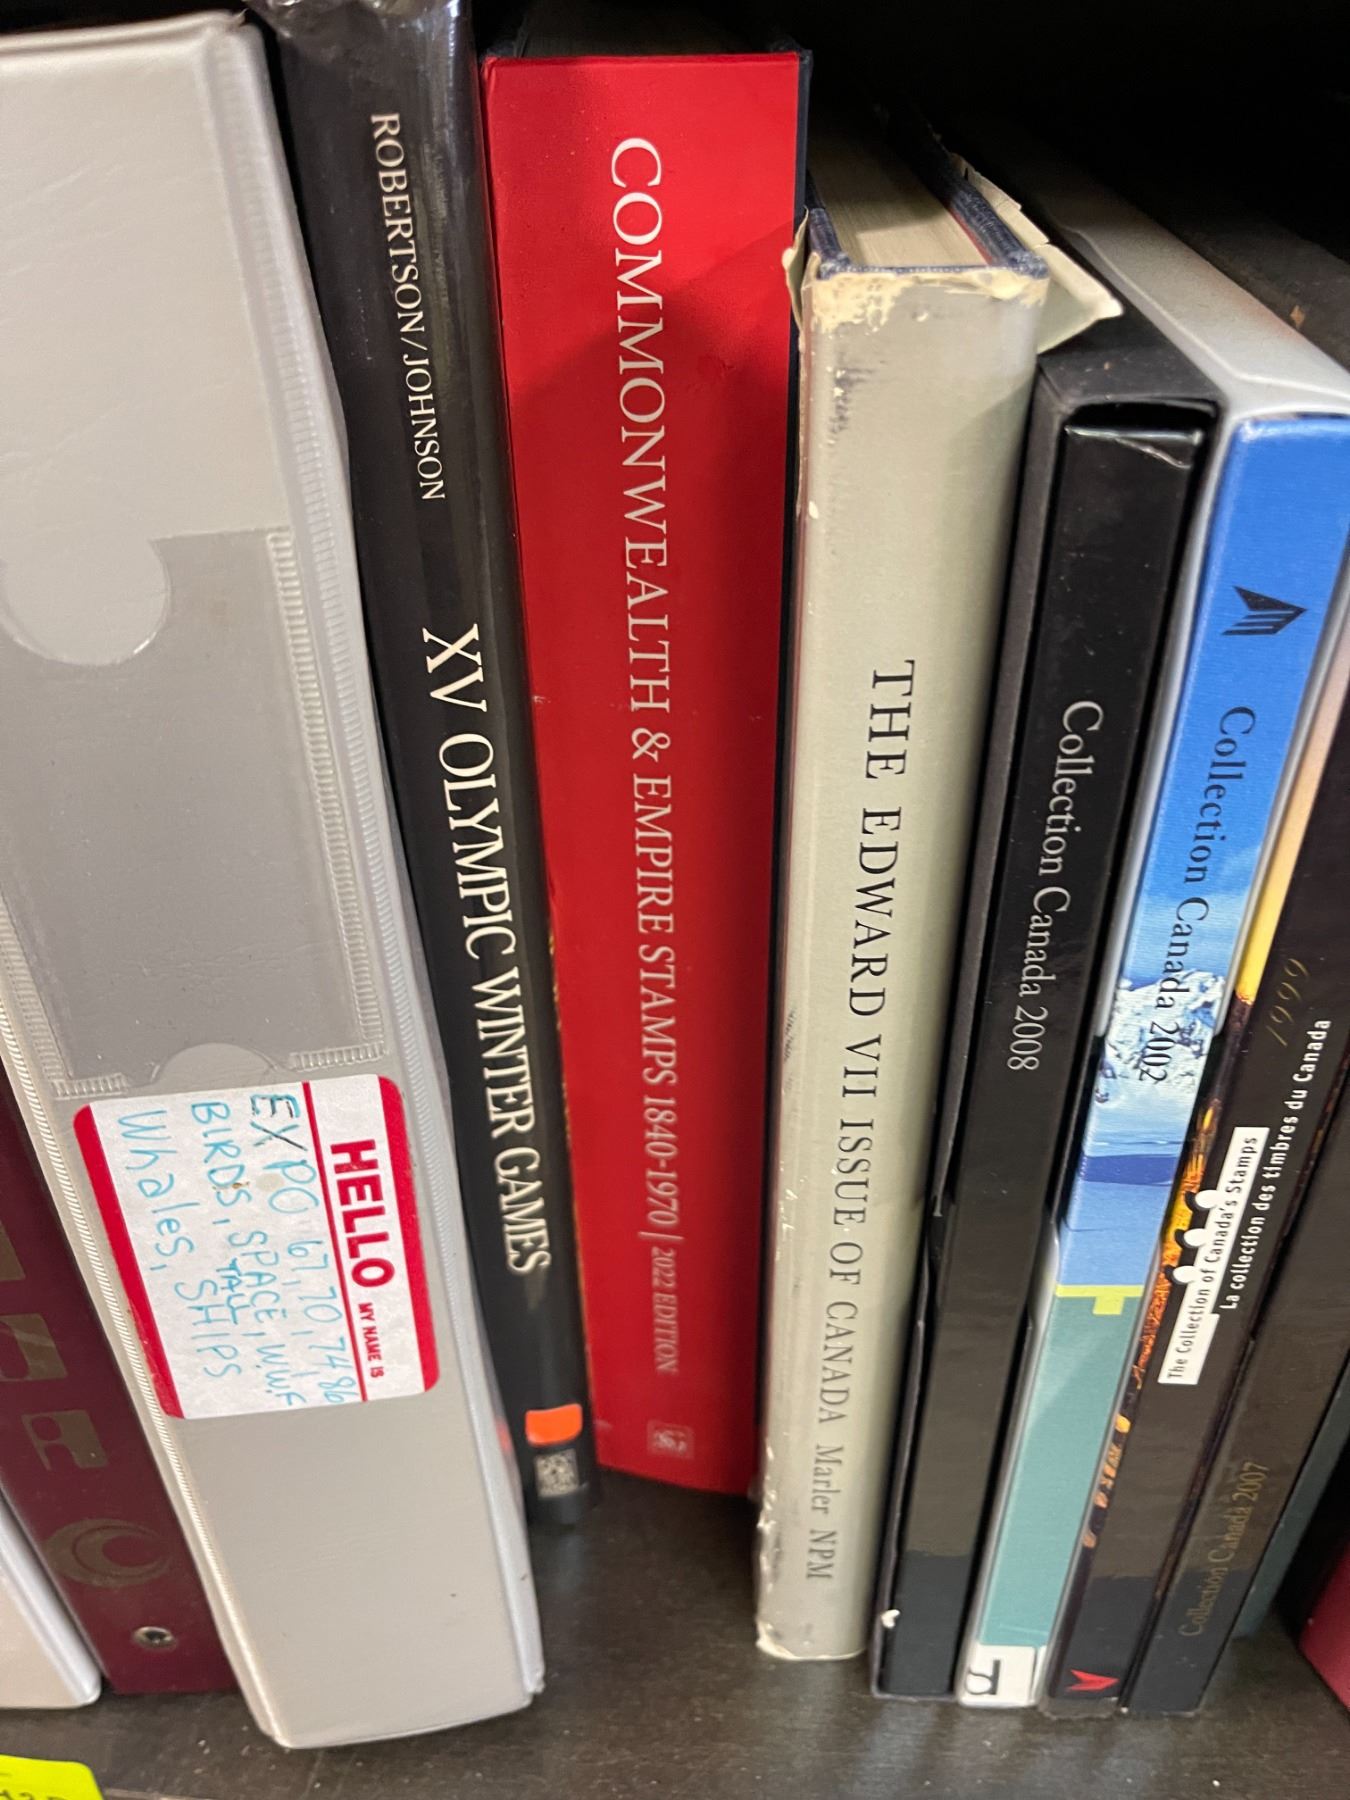 HELLO MY NAME IS
EXPO 67, 70, 74 86
BIRDS, SPACE, W.W.F
Whales, TALL SHIPS
ROBERTSON/JOHNSON
XV OLYMPIC WINTER GAMES
COMMONWEALTH & EMPIRE STAMPS 1840-1970 | 2022 EDITION
THE EDWARD VII ISSUE OF CANADA Marler NPM
Collection Canada 2008
Collection Canada 2002
1999
The Collection of Canada's Stamps
La collection des timbres du Canada
Collection Canada 2007